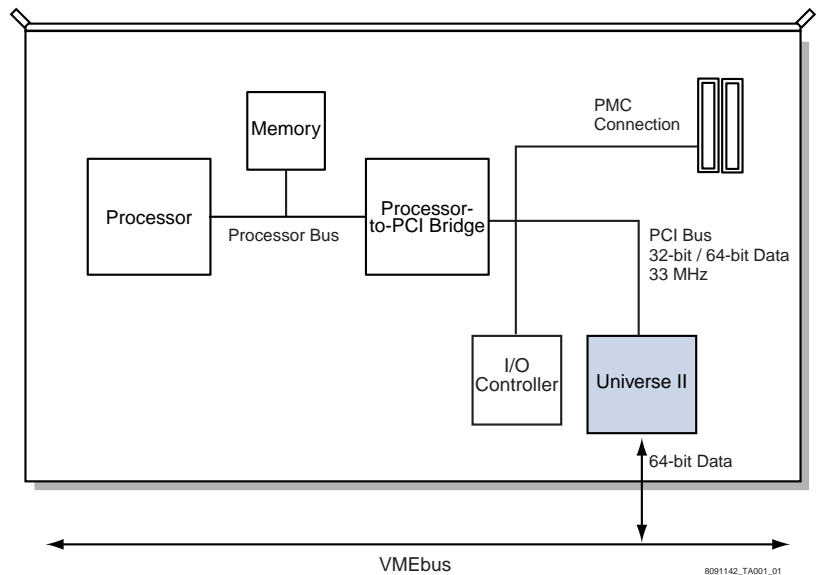 PMC
Connection
Memory
Processor
Processor-
to-PCI Bridge
Processor Bus
PCI Bus
32-bit / 64-bit Data
33 MHz
I/O
Controller
Universe II
64-bit Data
VMEbus
8091142_TA001_01